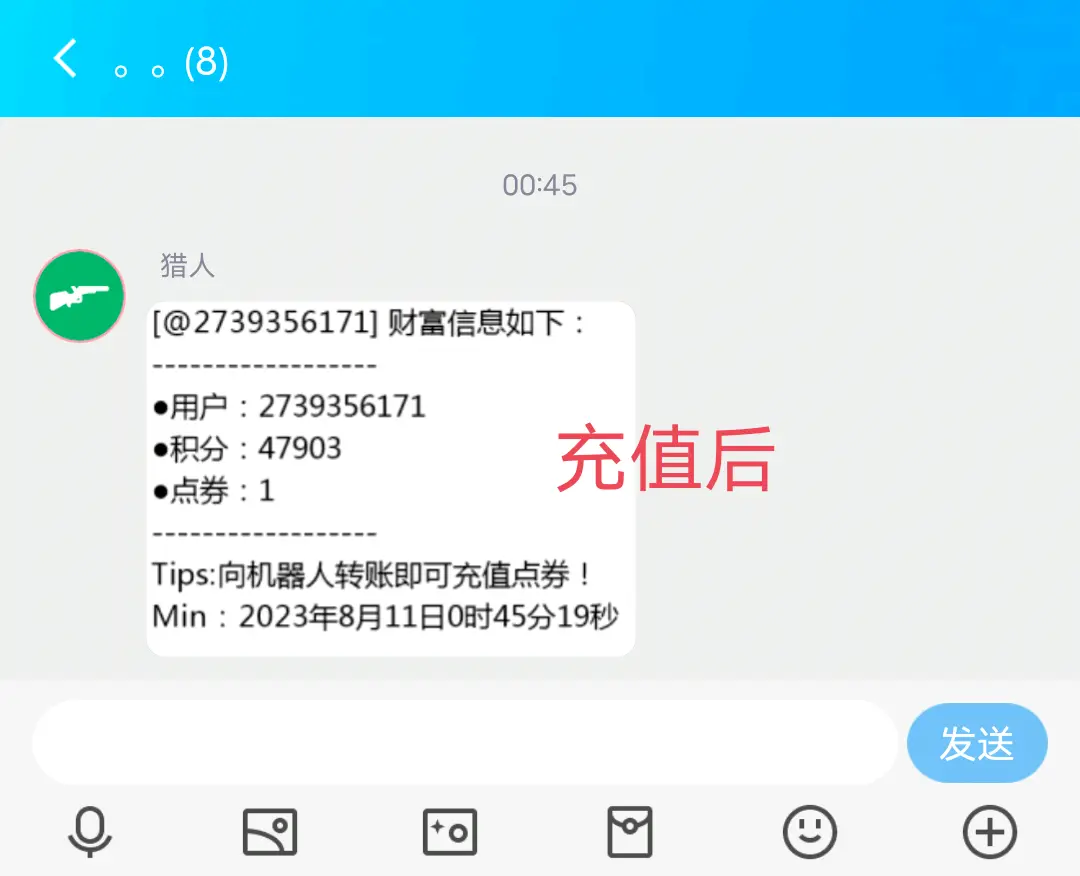 。。(8)
00:45
猎人
[@2739356171] 财富信息如下：
------------------
●用户：2739356171
●积分：47903
●点券：1
充值后
------------------
Tips:向机器人转账即可充值点券！
Min：2023年8月11日0时45分19秒
发送